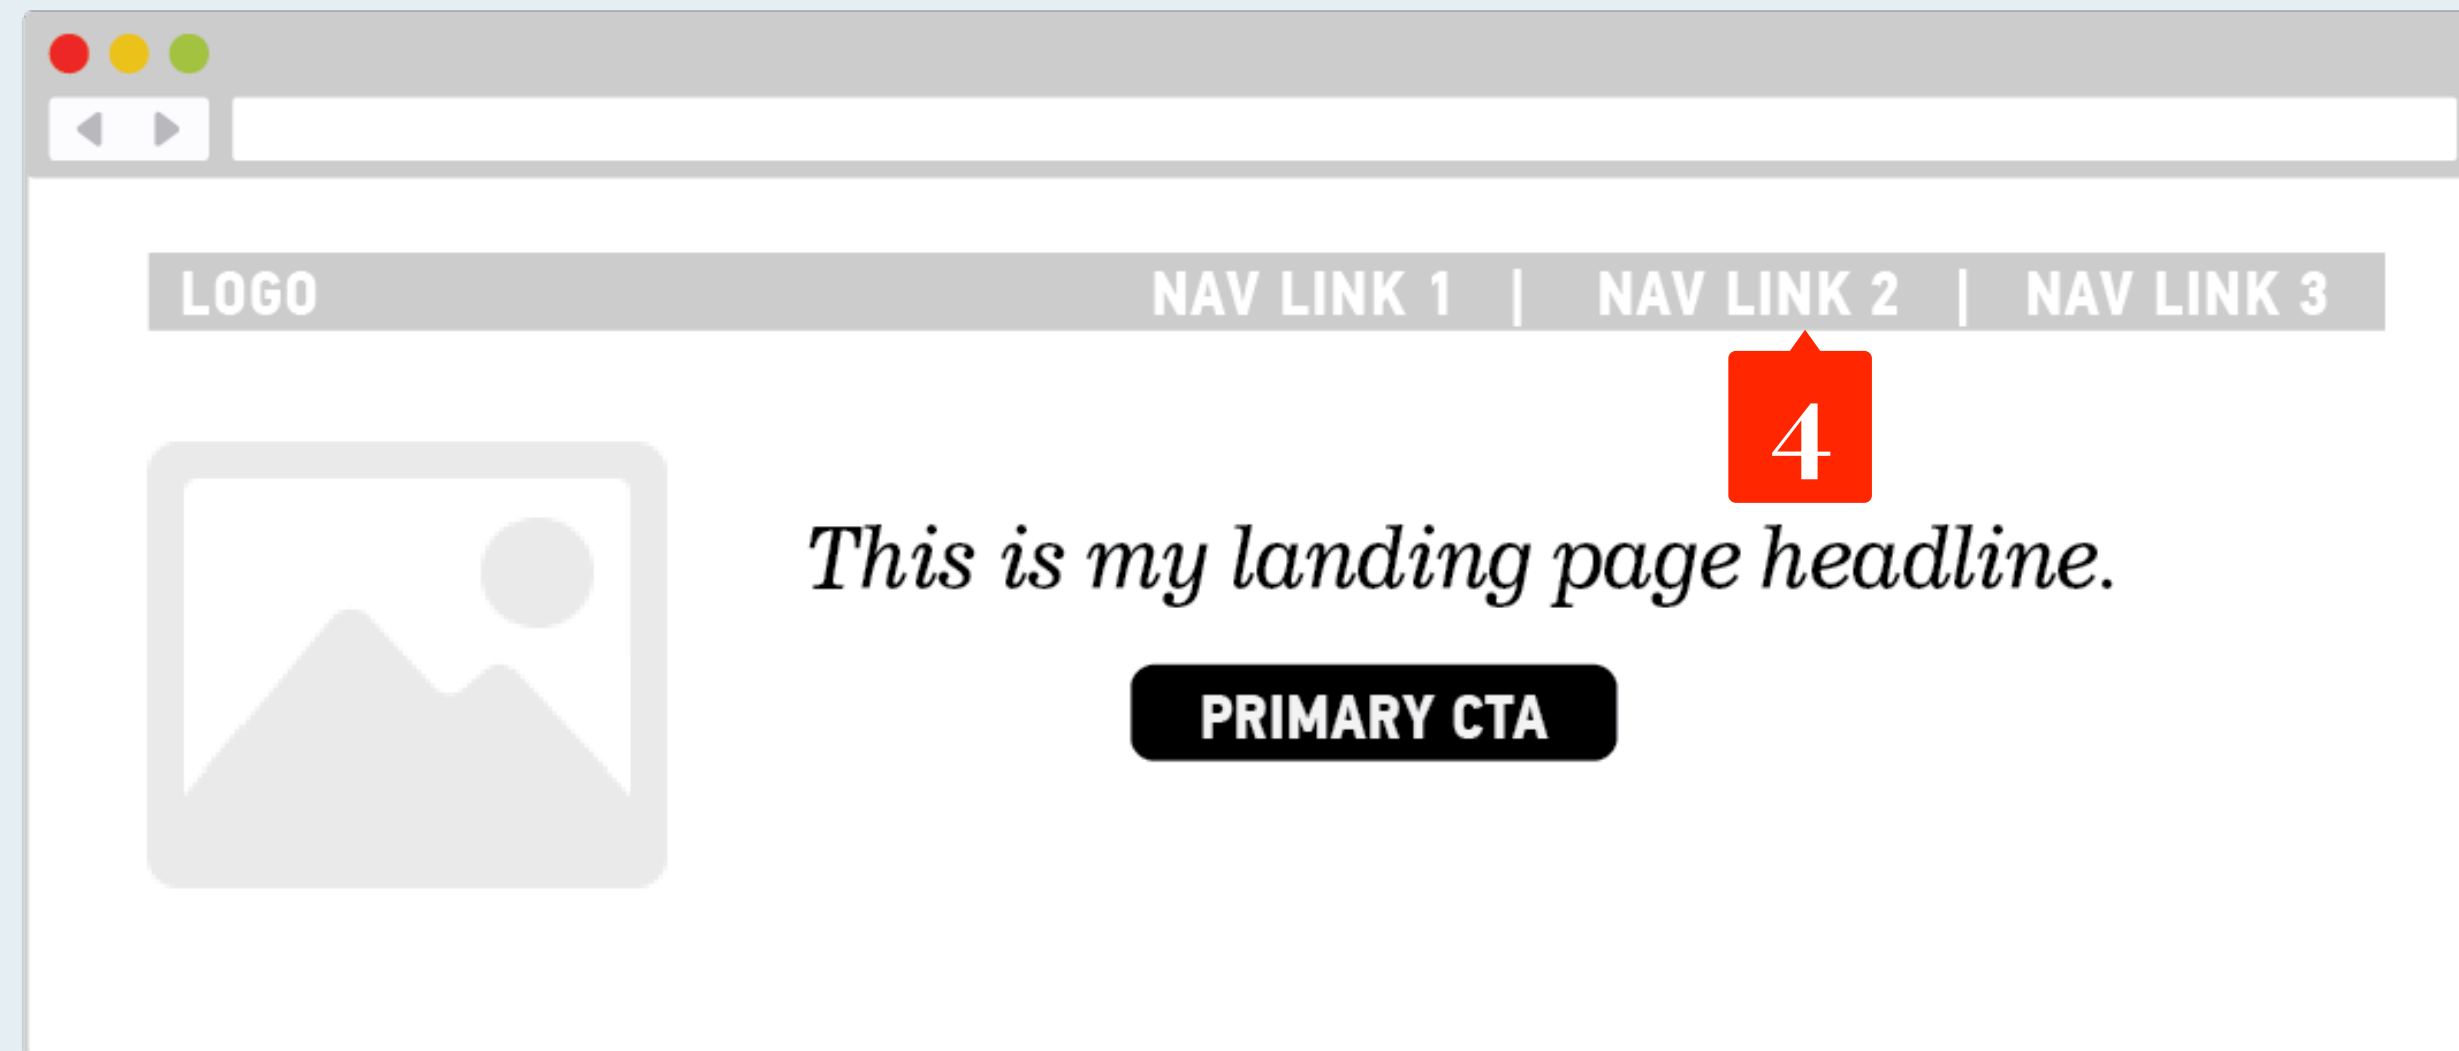 LOGO NAV LINK 1 | NAV LINK 2 | NAV LINK 3
4
This is my landing page headline.
PRIMARY CTA